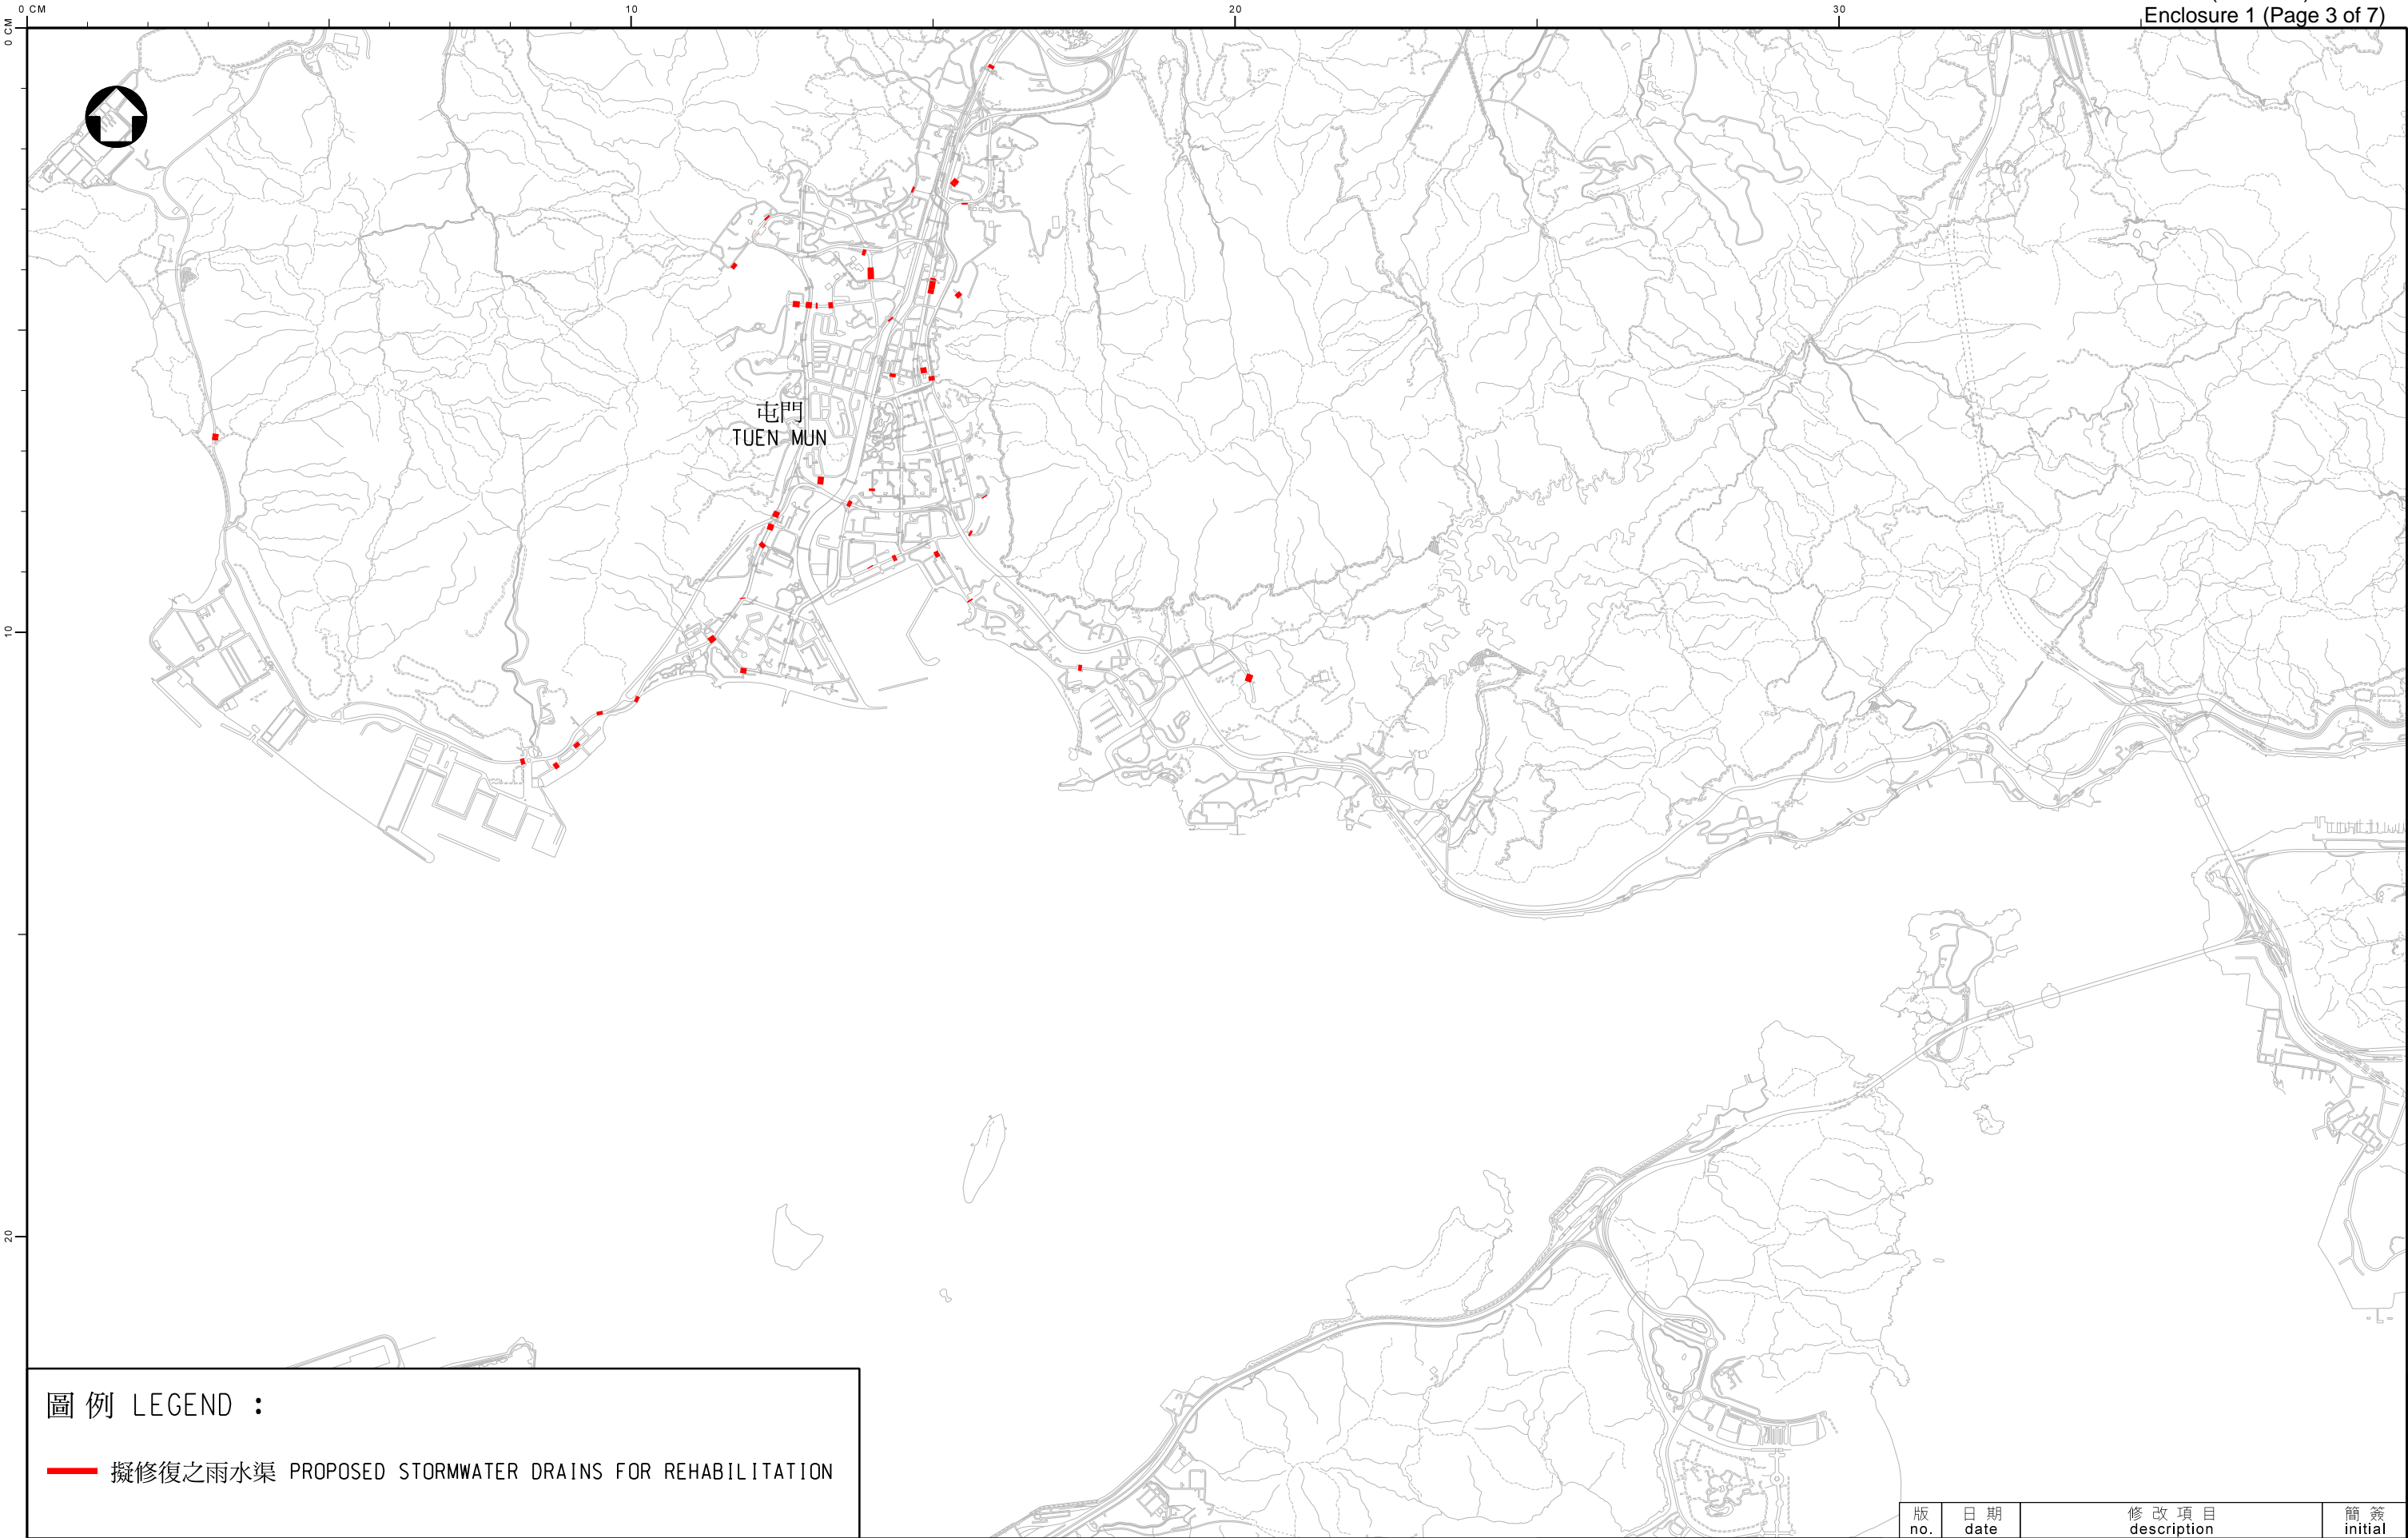 Enclosure 1 (Page 3 of 7)
0 CM
10
20
30
0 CM
10
20
屯門
TUEN MUN
圖例 LEGEND :
擬修復之雨水渠 PROPOSED STORMWATER DRAINS FOR REHABILITATION
版 日期 修改項目 簡簽
no. date description initial